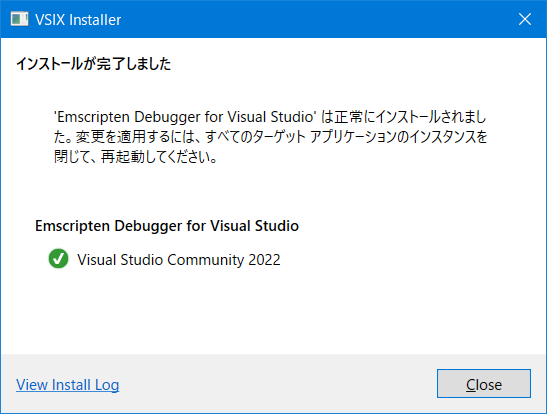 VSIX Installer
インストールが完了しました
'Emscripten Debugger for Visual Studio' は正常にインストールされまし
た。変更を適用するには、すべてのターゲット アプリケーションのインスタンスを
閉じて、再起動してください。
Emscripten Debugger for Visual Studio
Visual Studio Community 2022
View Install Log
Close